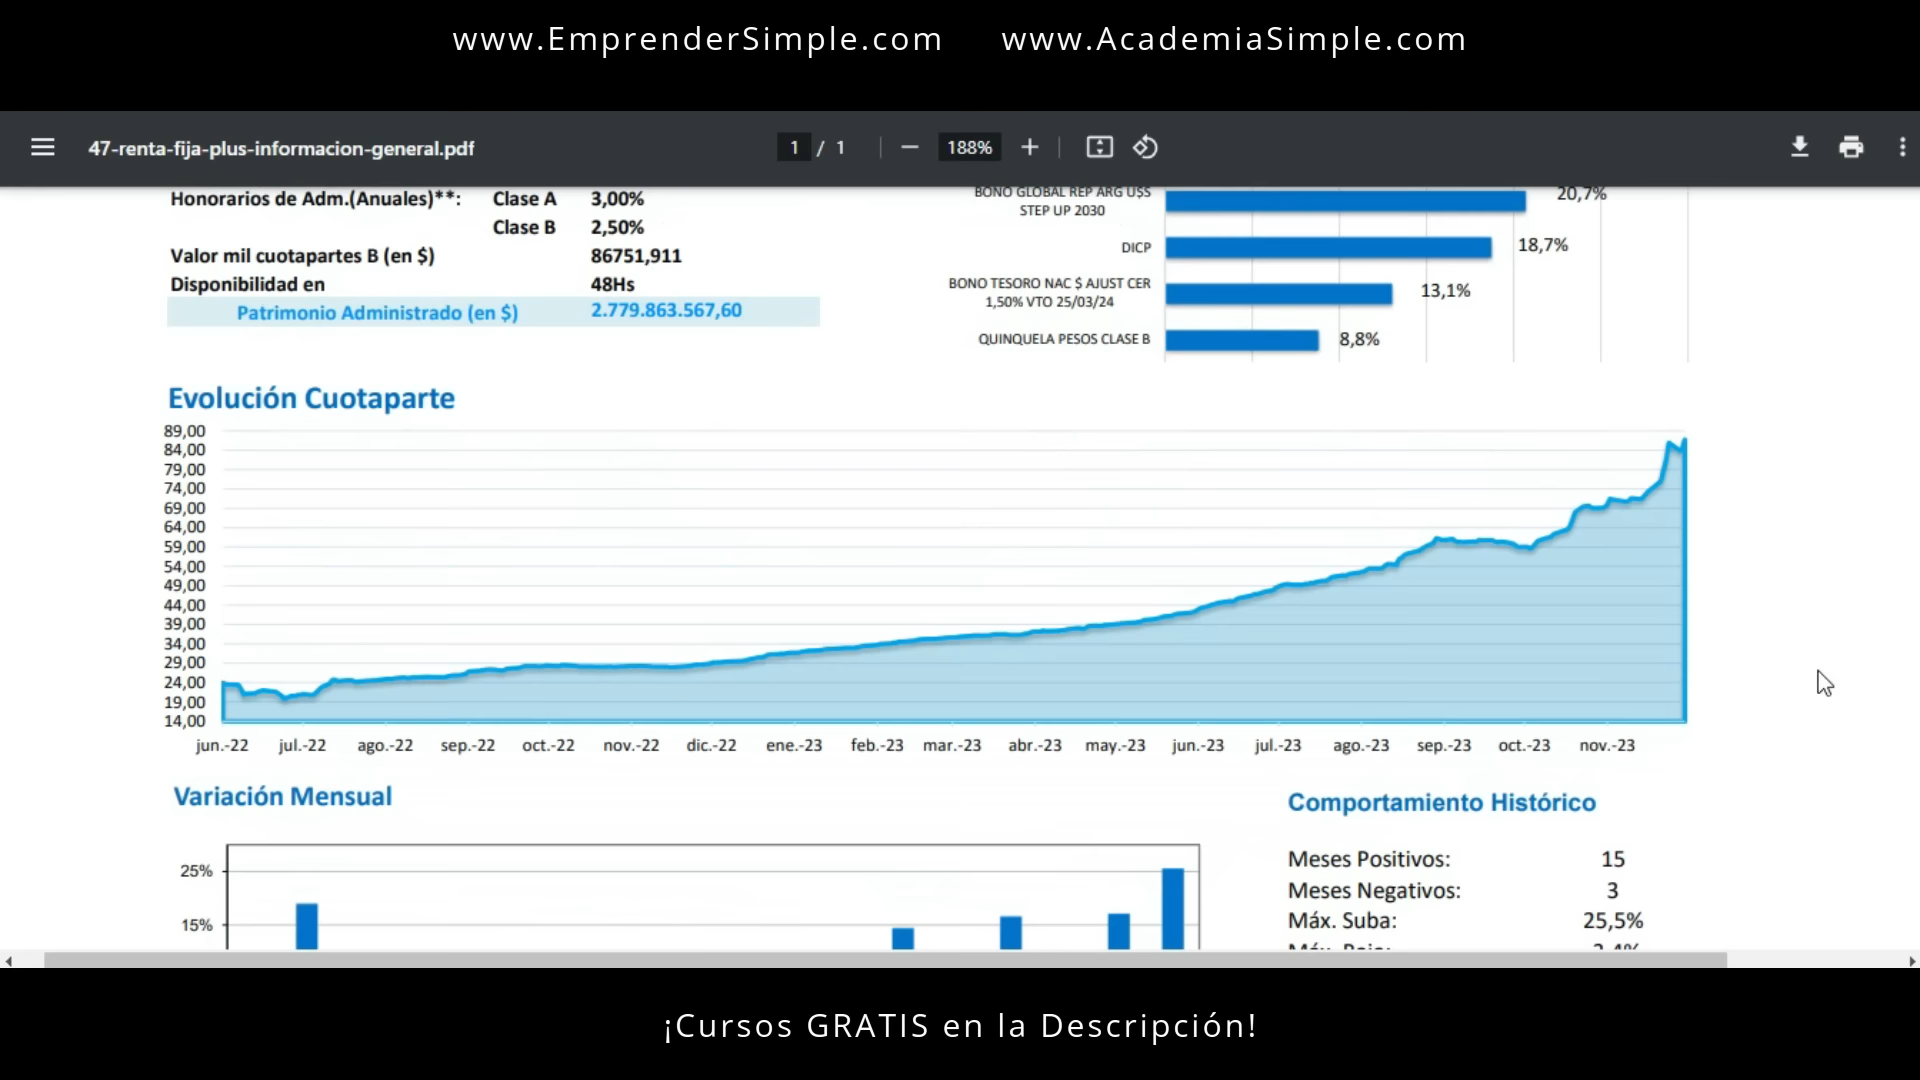 www.EmprenderSimple.com www.AcademiaSimple.com
47-renta-fija-plus-informacion-general.pdf 1 / 1 188%
Honorarios de Adm.(Anuales)**: Clase A 3,00%
Clase B 2,50%
Valor mil cuotapartes B (en $) 86751,911
Disponibilidad en 48Hs
Patrimonio Administrado (en $) 2.779.863.567,60
BONO GLOBAL REP ARG U$S
STEP UP 2030 20,7%
DICP 18,7%
BONO TESORO NAC $ AJUST CER
1,50% VTO 25/03/24 13,1%
QUINQUELA PESOS CLASE B 8,8%
Evolución Cuotaparte
89,00
84,00
79,00
74,00
69,00
64,00
59,00
54,00
49,00
44,00
39,00
34,00
29,00
24,00
19,00
14,00
jun.-22 jul.-22 ago.-22 sep.-22 oct.-22 nov.-22 dic.-22 ene.-23 feb.-23 mar.-23 abr.-23 may.-23 jun.-23 jul.-23 ago.-23 sep.-23 oct.-23 nov.-23
Variación Mensual
25%
15%
Comportamiento Histórico
Meses Positivos: 15
Meses Negativos: 3
Máx. Suba: 25,5%
¡Cursos GRATIS en la Descripción!